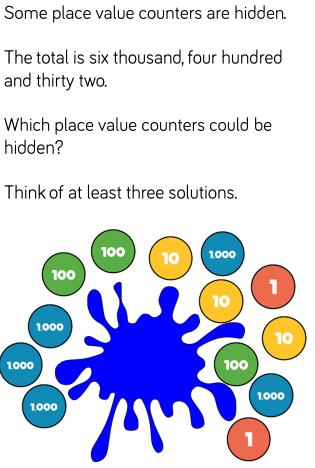 Some place value counters are hidden.
The total is six thousand, four hundred
and thirty two.
Which place value counters could be
hidden?
Think of at least three solutions.
100
10
1.000
100
1
10
1.000
10
1.000
100
1.000
1.000
1